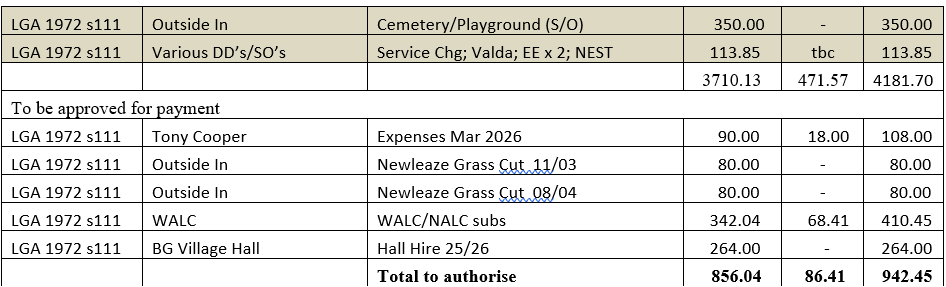 LGA 1972 s111 Outside In Cemetery/Playground (S/O) 350.00 - 350.00
LGA 1972 s111 Various DD's/SO's Service Chg; Valda; EE x 2; NEST 113.85 tbc 113.85
3710.13 471.57 4181.70
To be approved for payment
LGA 1972 s111 Tony Cooper Expenses Mar 2026 90.00 18.00 108.00
LGA 1972 s111 Outside In Newleaze Grass Cut 11/03 80.00 - 80.00
LGA 1972 s111 Outside In Newleaze Grass Cut 08/04 80.00 - 80.00
LGA 1972 s111 WALC WALC/NALC subs 342.04 68.41 410.45
LGA 1972 s111 BG Village Hall Hall Hire 25/26 264.00 - 264.00
Total to authorise 856.04 86.41 942.45